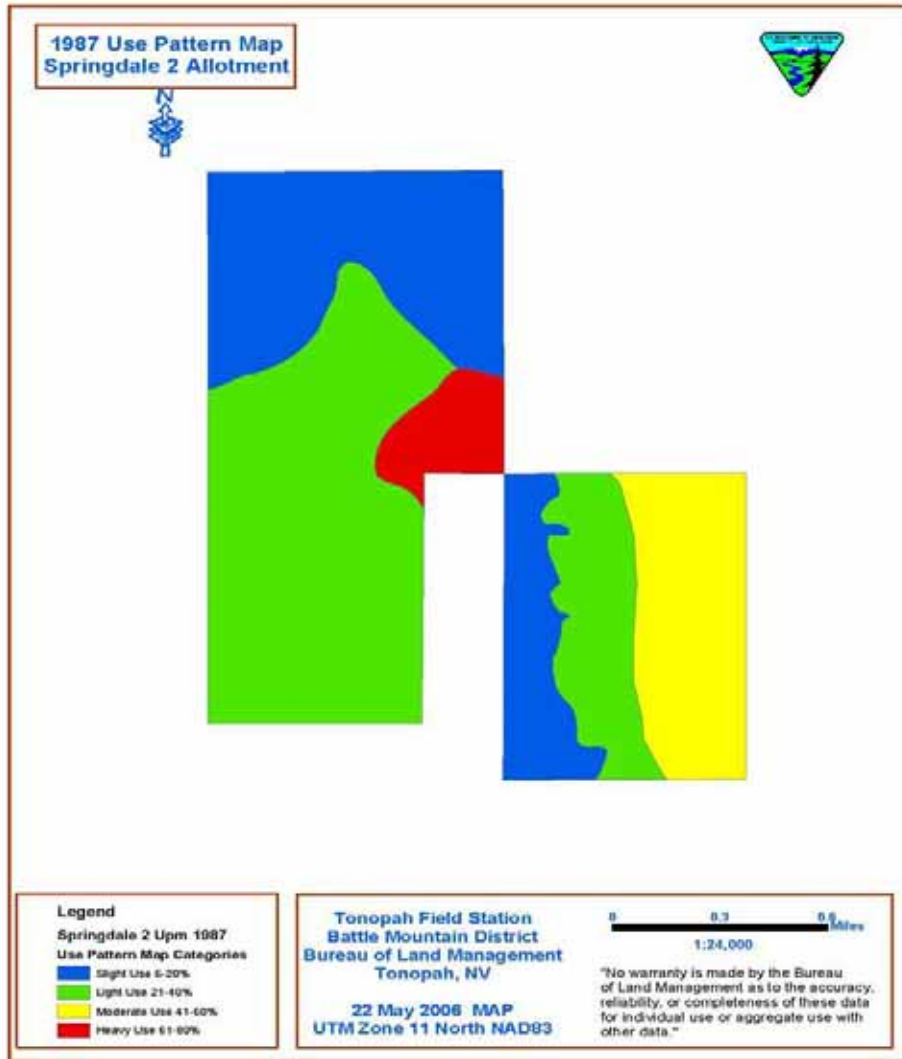 1987 Use Pattern Map
Springdale 2 Allotment
N
Legend
Springdale 2 Upm 1987
Use Pattern Map Categories
Slight Use 6-20%
Light Use 21-40%
Moderate Use 41-60%
Heavy Use 61-80%
Tonopah Field Station
Battle Mountain District
Bureau of Land Management
Tonopah, NV
22 May 2006 MAP
UTM Zone 11 North NAD83
0 0.3 0.6
Miles
1:24,000
"No warranty is made by the Bureau
of Land Management as to the accuracy,
reliability, or completeness of these data
for individual use or aggregate use with
other data."